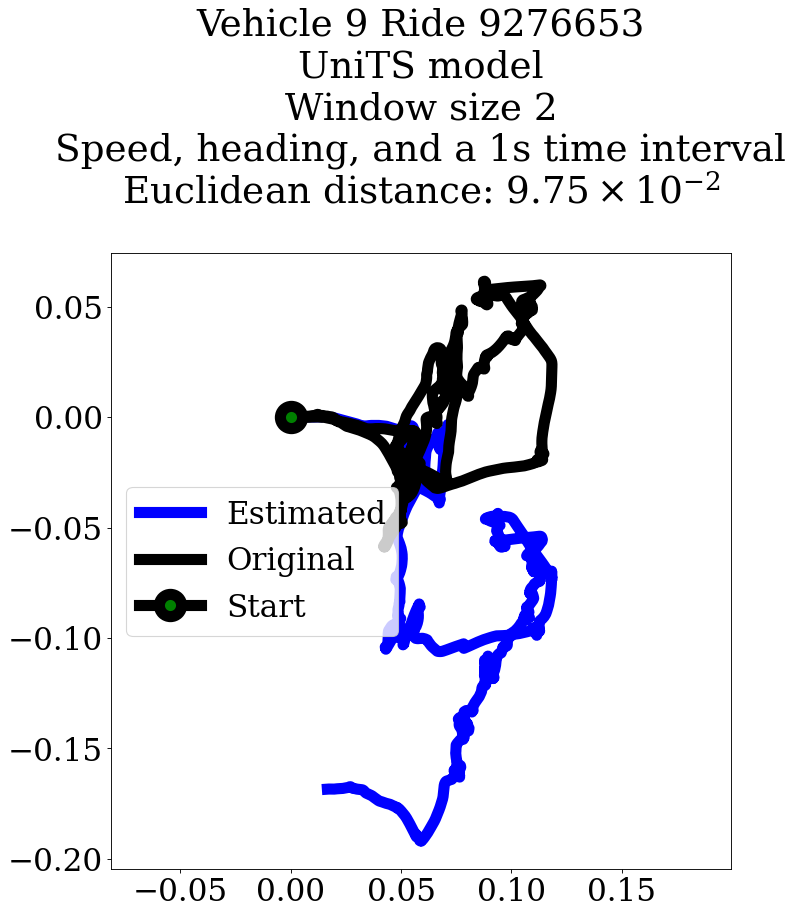 Vehicle 9 Ride 9276653
UniTS model
Window size 2
Speed, heading, and a 1s time interval
Euclidean distance: 9.75 × 10⁻²
0.05
0.00
−0.05
−0.10
−0.15
−0.20
Estimated
Original
Start
−0.05 0.00 0.05 0.10 0.15